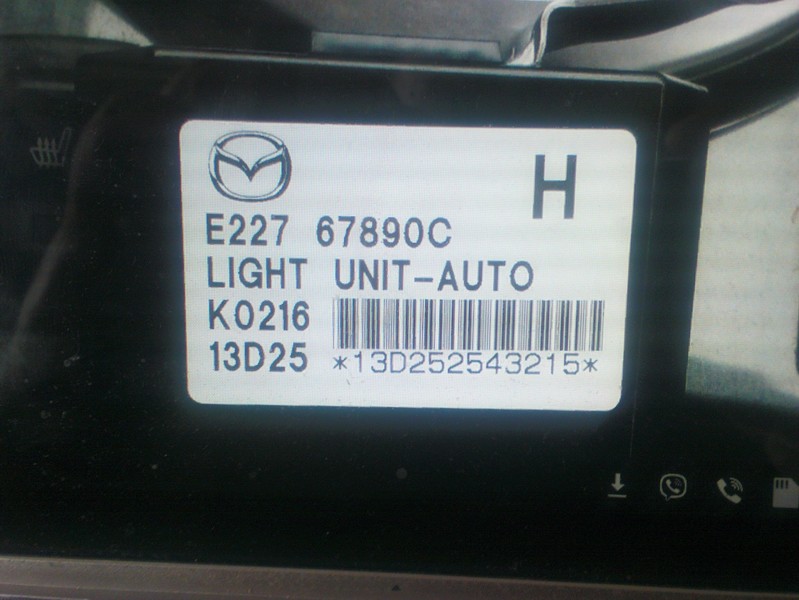 H
E227 67890C
LIGHT UNIT-AUTO
K0216
13D25 *13D252543215*